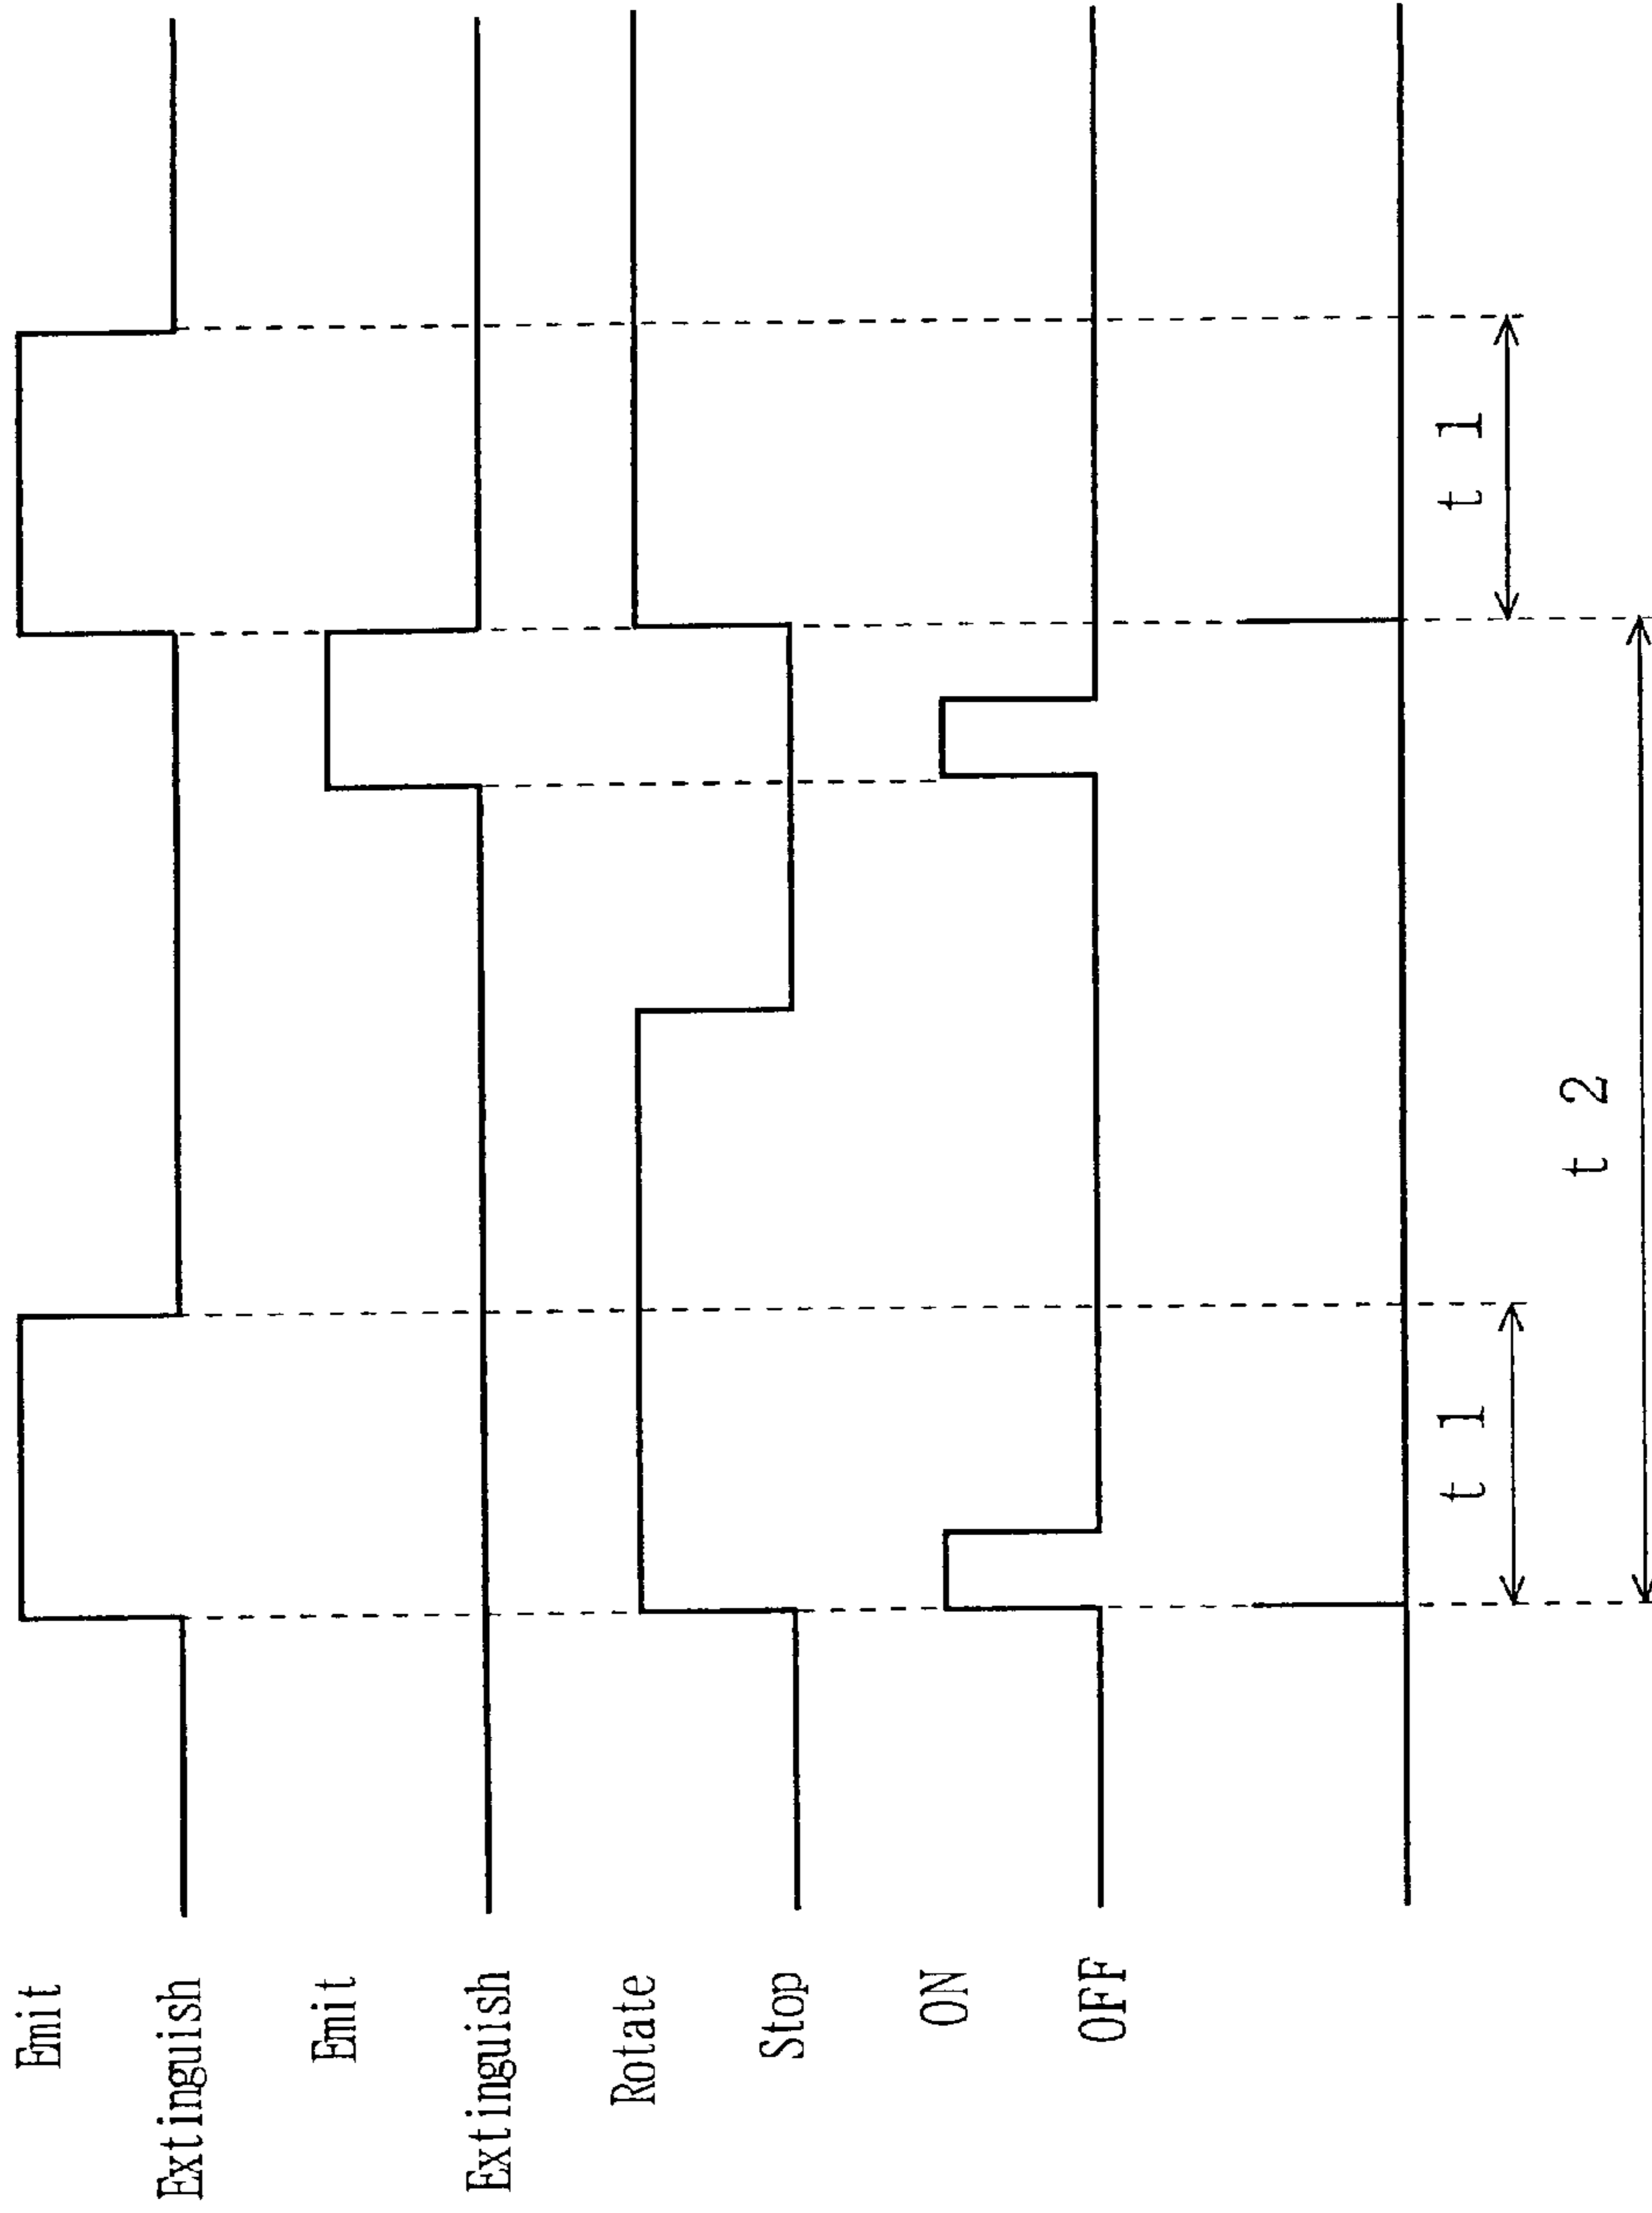 Emit
Extinguish
Emit
Extinguish
Rotate
Stop
ON
OFF
t 1
t 1
t 2